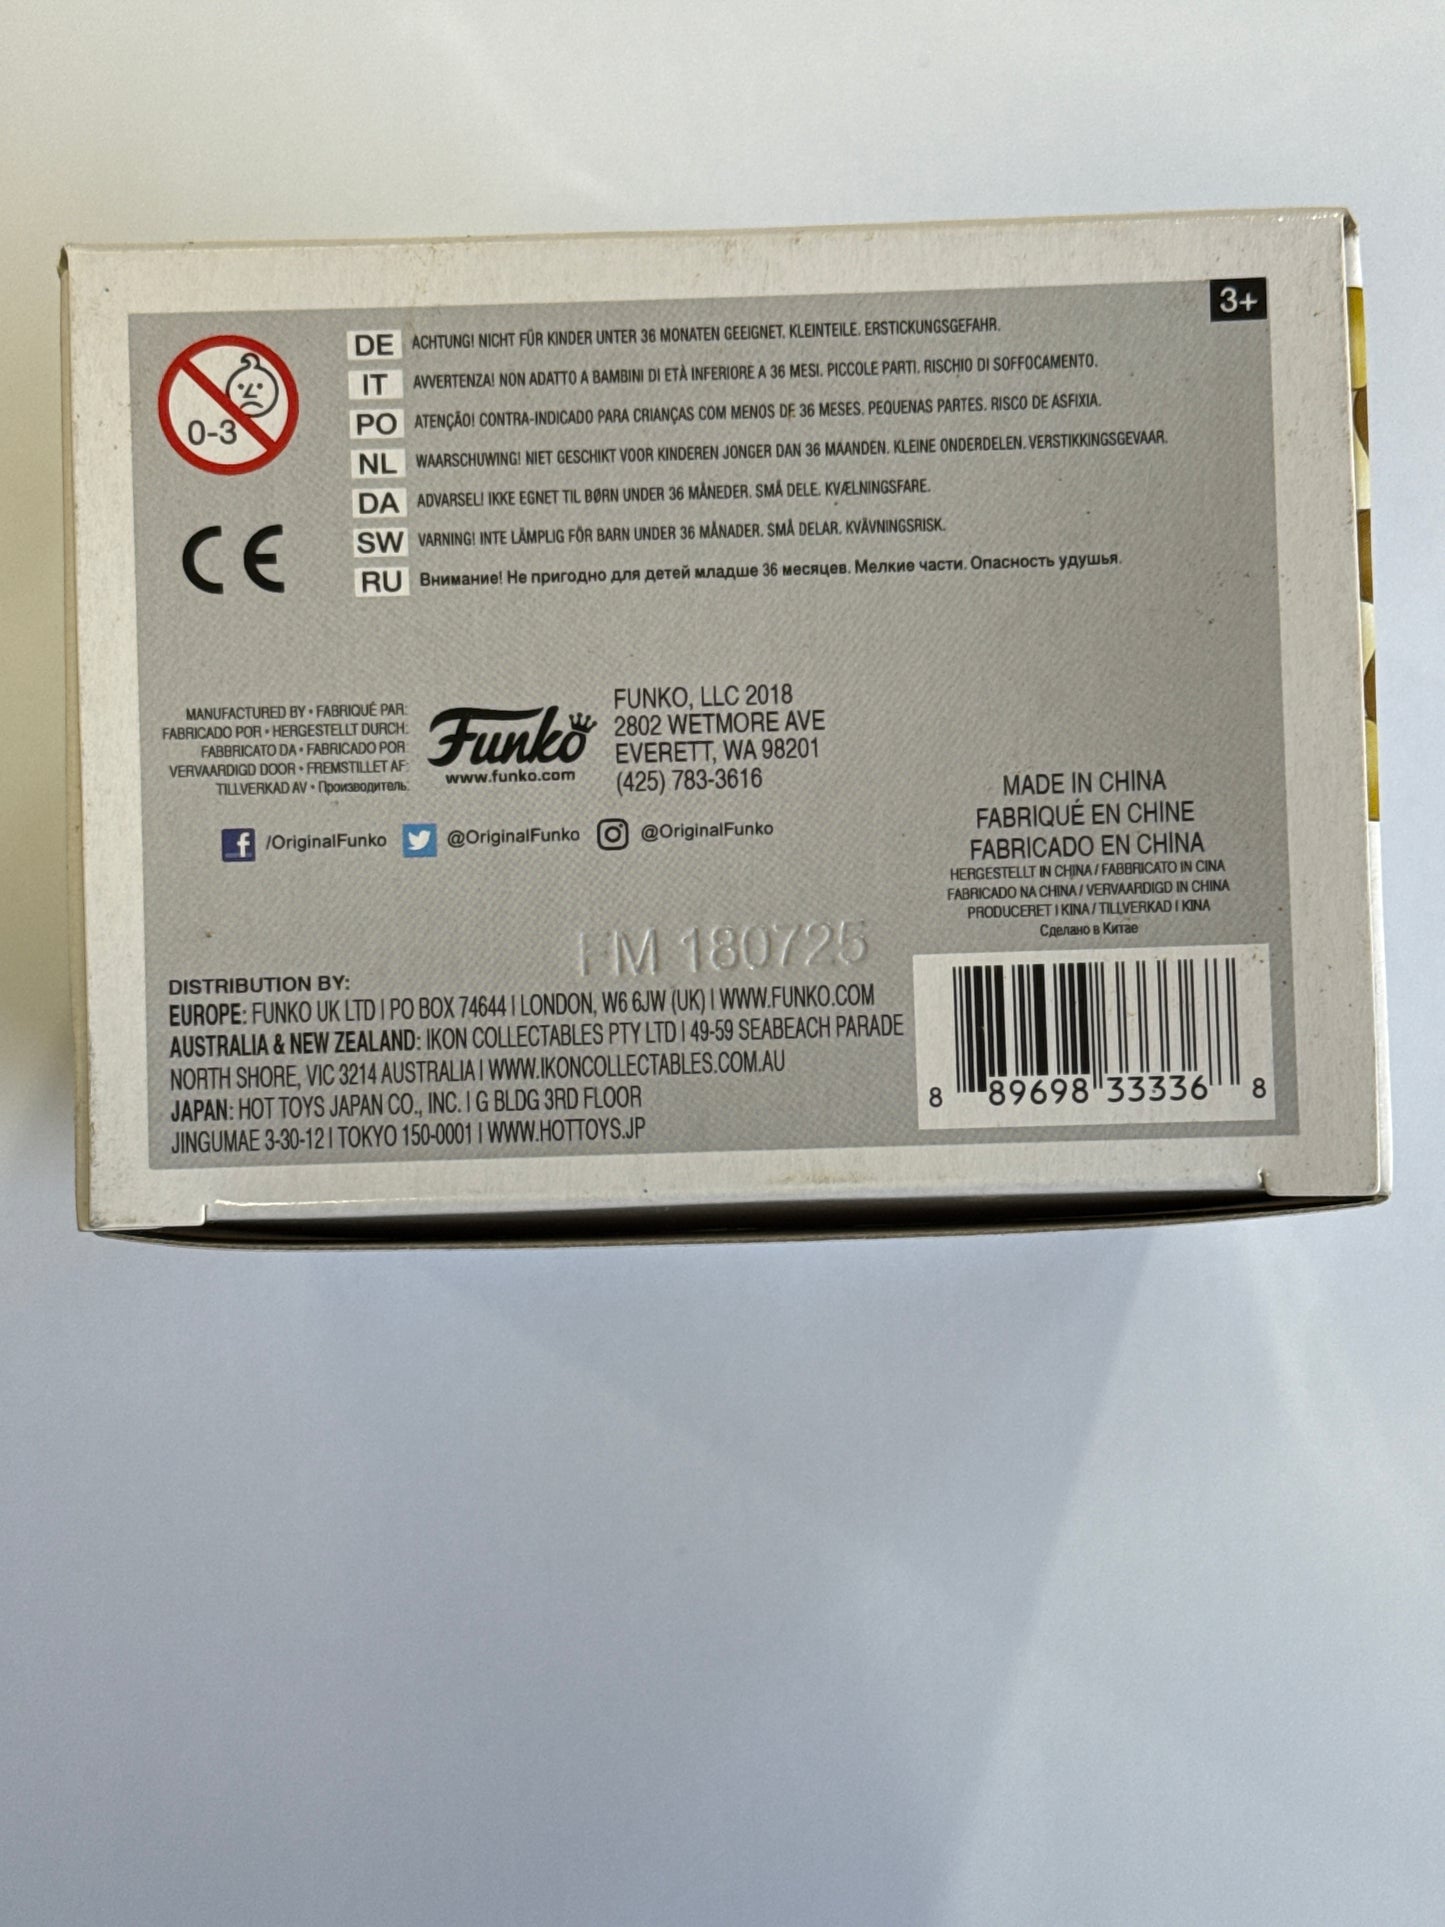 3+
0-3
DE ACHTUNG! NICHT FÜR KINDER UNTER 36 MONATEN GEEIGNET. KLEINTEILE. ERSTICKUNGSGEFAHR.
IT AVVERTENZA! NON ADATTO A BAMBINI DI ETÀ INFERIORE A 36 MESI. PICCOLE PARTI. RISCHIO DI SOFFOCAMENTO.
PO ATENÇÃO! CONTRA-INDICADO PARA CRIANÇAS COM MENOS DE 36 MESES. PEQUENAS PARTES. RISCO DE ASFIXIA.
NL WAARSCHUWING! NIET GESCHIKT VOOR KINDEREN JONGER DAN 36 MAANDEN. KLEINE ONDERDELEN. VERSTIKKINGSGEVAAR.
DA ADVARSEL! IKKE EGNET TIL BØRN UNDER 36 MÅNEDER. SMÅ DELE. KVÆLNINGSFARE.
SW VARNING! INTE LÄMPLIG FÖR BARN UNDER 36 MÅNADER. SMÅ DELAR. KVÄVNINGSRISK.
RU Внимание! Не пригодно для детей младше 36 месяцев. Мелкие части. Опасность удушья.
CE
MANUFACTURED BY • FABRIQUÉ PAR:
FABRICADO POR • HERGESTELLT DURCH:
FABBRICATO DA • FABRICADO POR
VERVAARDIGD DOOR • FREMSTILLET AF:
TILLVERKAD AV • Производитель:
Funko
www.funko.com
FUNKO, LLC 2018
2802 WETMORE AVE
EVERETT, WA 98201
(425) 783-3616
/OriginalFunko @OriginalFunko @OriginalFunko
MADE IN CHINA
FABRIQUÉ EN CHINE
FABRICADO EN CHINA
HERGESTELLT IN CHINA / FABBRICATO IN CINA
FABRICADO NA CHINA / VERVAARDIGD IN CHINA
PRODUCERET I KINA / TILLVERKAD I KINA
Сделано в Китае
FM 180725
DISTRIBUTION BY:
EUROPE: FUNKO UK LTD | PO BOX 74644 | LONDON, W6 6JW (UK) | WWW.FUNKO.COM
AUSTRALIA & NEW ZEALAND: IKON COLLECTABLES PTY LTD | 49-59 SEABEACH PARADE
NORTH SHORE, VIC 3214 AUSTRALIA | WWW.IKONCOLLECTABLES.COM.AU
JAPAN: HOT TOYS JAPAN CO., INC. | G BLDG 3RD FLOOR
JINGUMAE 3-30-12 | TOKYO 150-0001 | WWW.HOTTOYS.JP
8 89698 33336 8